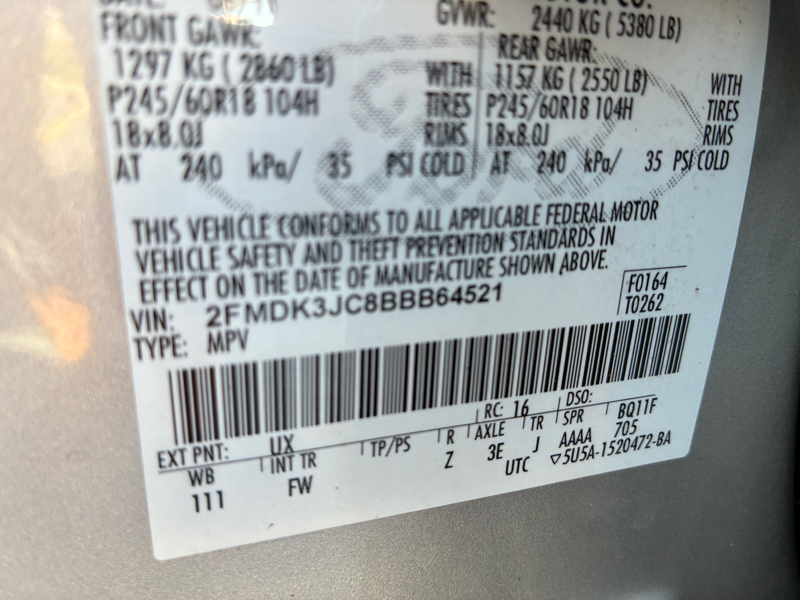 GVWR: 2440 KG ( 5380 LB)
FRONT GAWR: REAR GAWR:
1297 KG ( 2860 LB) WITH 1157 KG ( 2550 LB) WITH
P245/60R18 104H TIRES P245/60R18 104H TIRES
18x8.0J RIMS 18x8.0J RIMS
AT 240 kPa/ 35 PSI COLD AT 240 kPa/ 35 PSI COLD
THIS VEHICLE CONFORMS TO ALL APPLICABLE FEDERAL MOTOR
VEHICLE SAFETY AND THEFT PREVENTION STANDARDS IN
EFFECT ON THE DATE OF MANUFACTURE SHOWN ABOVE.
VIN: 2FMDK3JC8BBB64521 F0164
TYPE: MPV T0262
RC: 16 DSO:
EXT PNT: UX BQ11F
WB INT TR TP/PS R AXLE TR SPR 705
111 FW Z 3E J AAAA
UTC ▽5U5A-1520472-BA